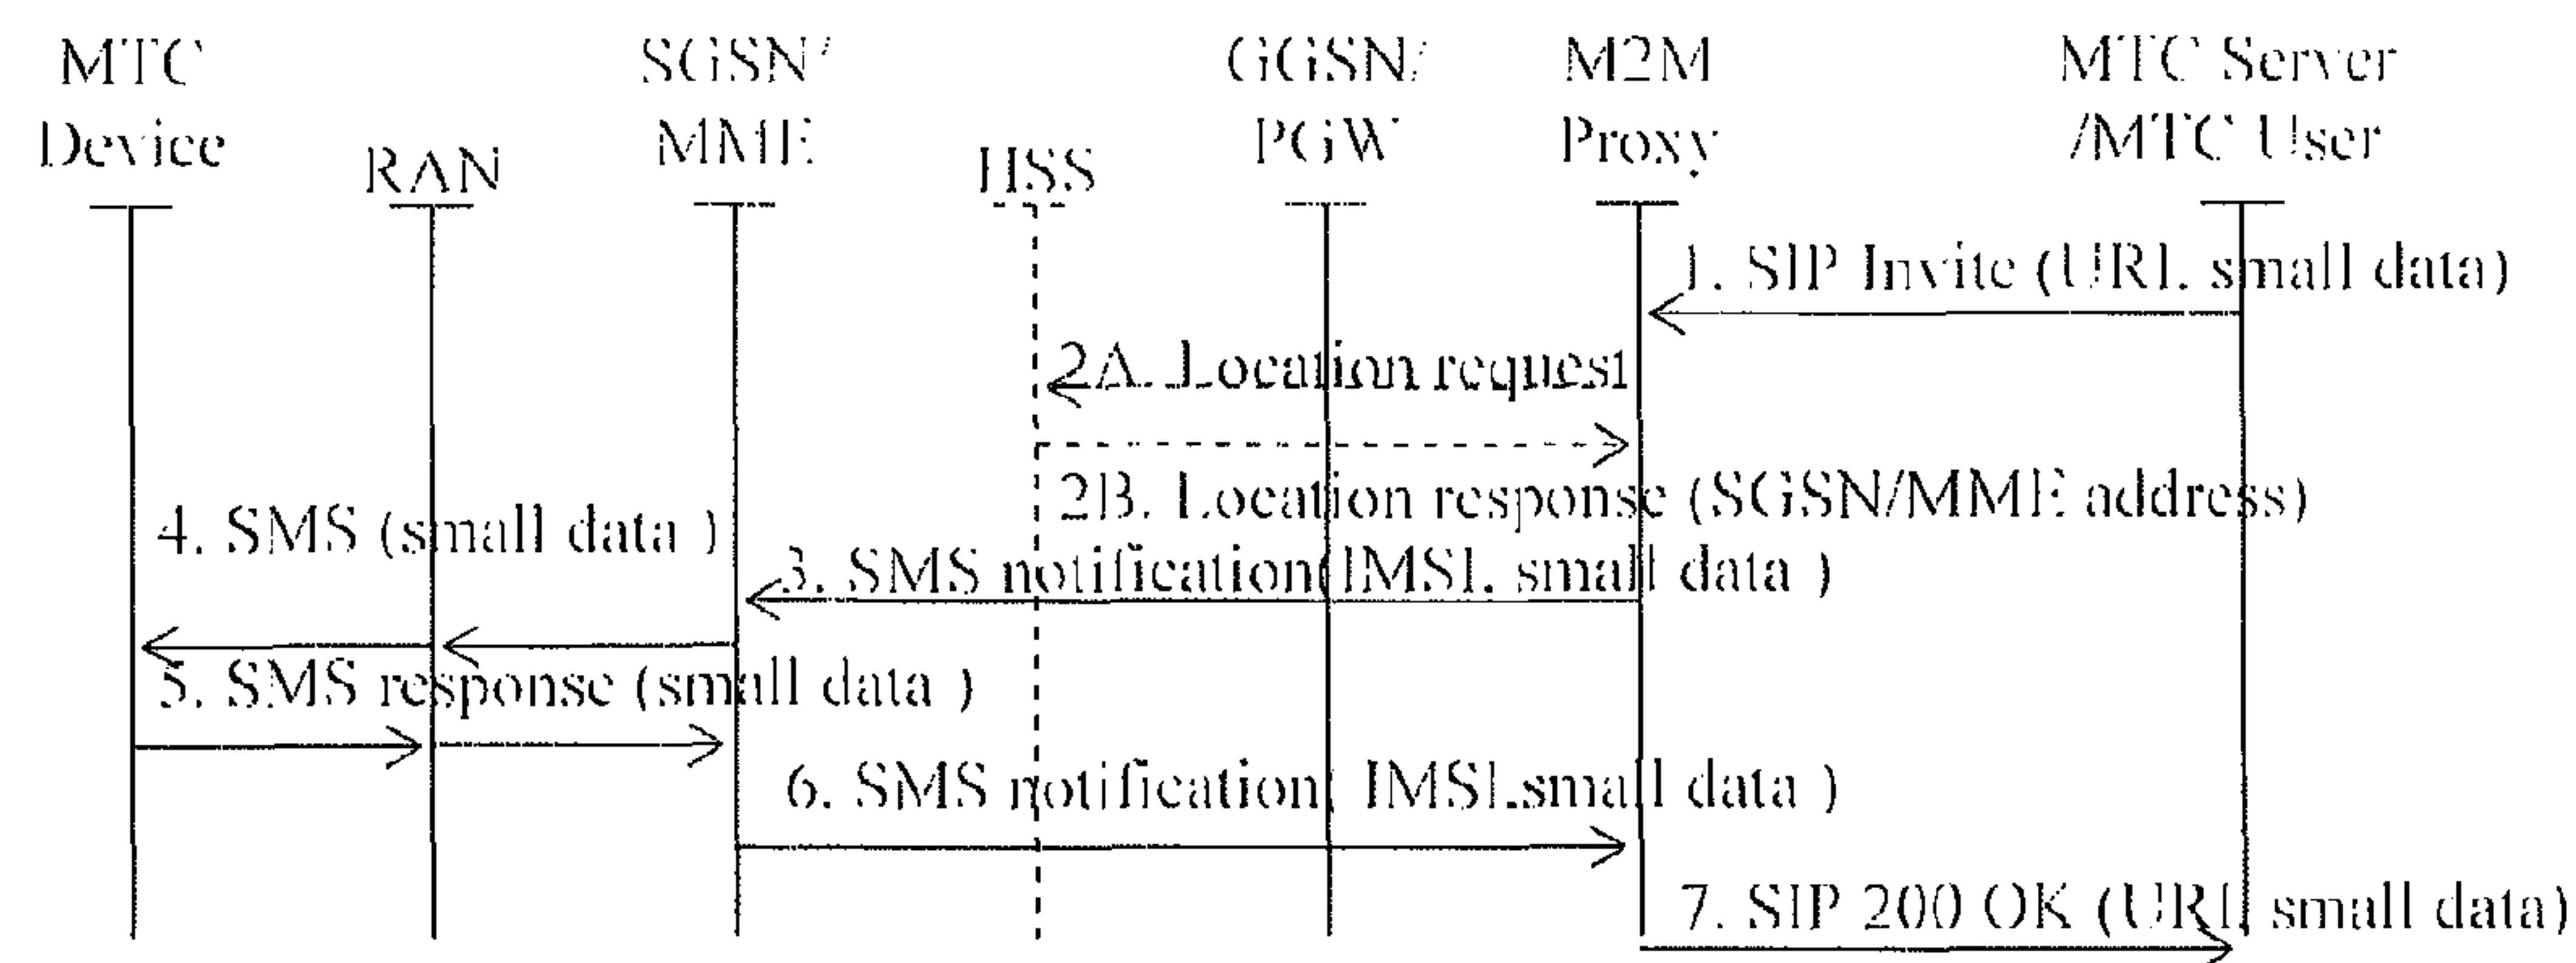 MTC
Device
RAN
SGSN/
MME
HSS
GGSN/
PGW
M2M
Proxy
MTC Server
/MTC User
1. SIP Invite (URI, small data)
2A. Location request
2B. Location response (SGSN/MME address)
4. SMS (small data )
3. SMS notification(IMSI, small data )
5. SMS response (small data )
6. SMS notification( IMSI,small data )
7. SIP 200 OK (URI, small data)